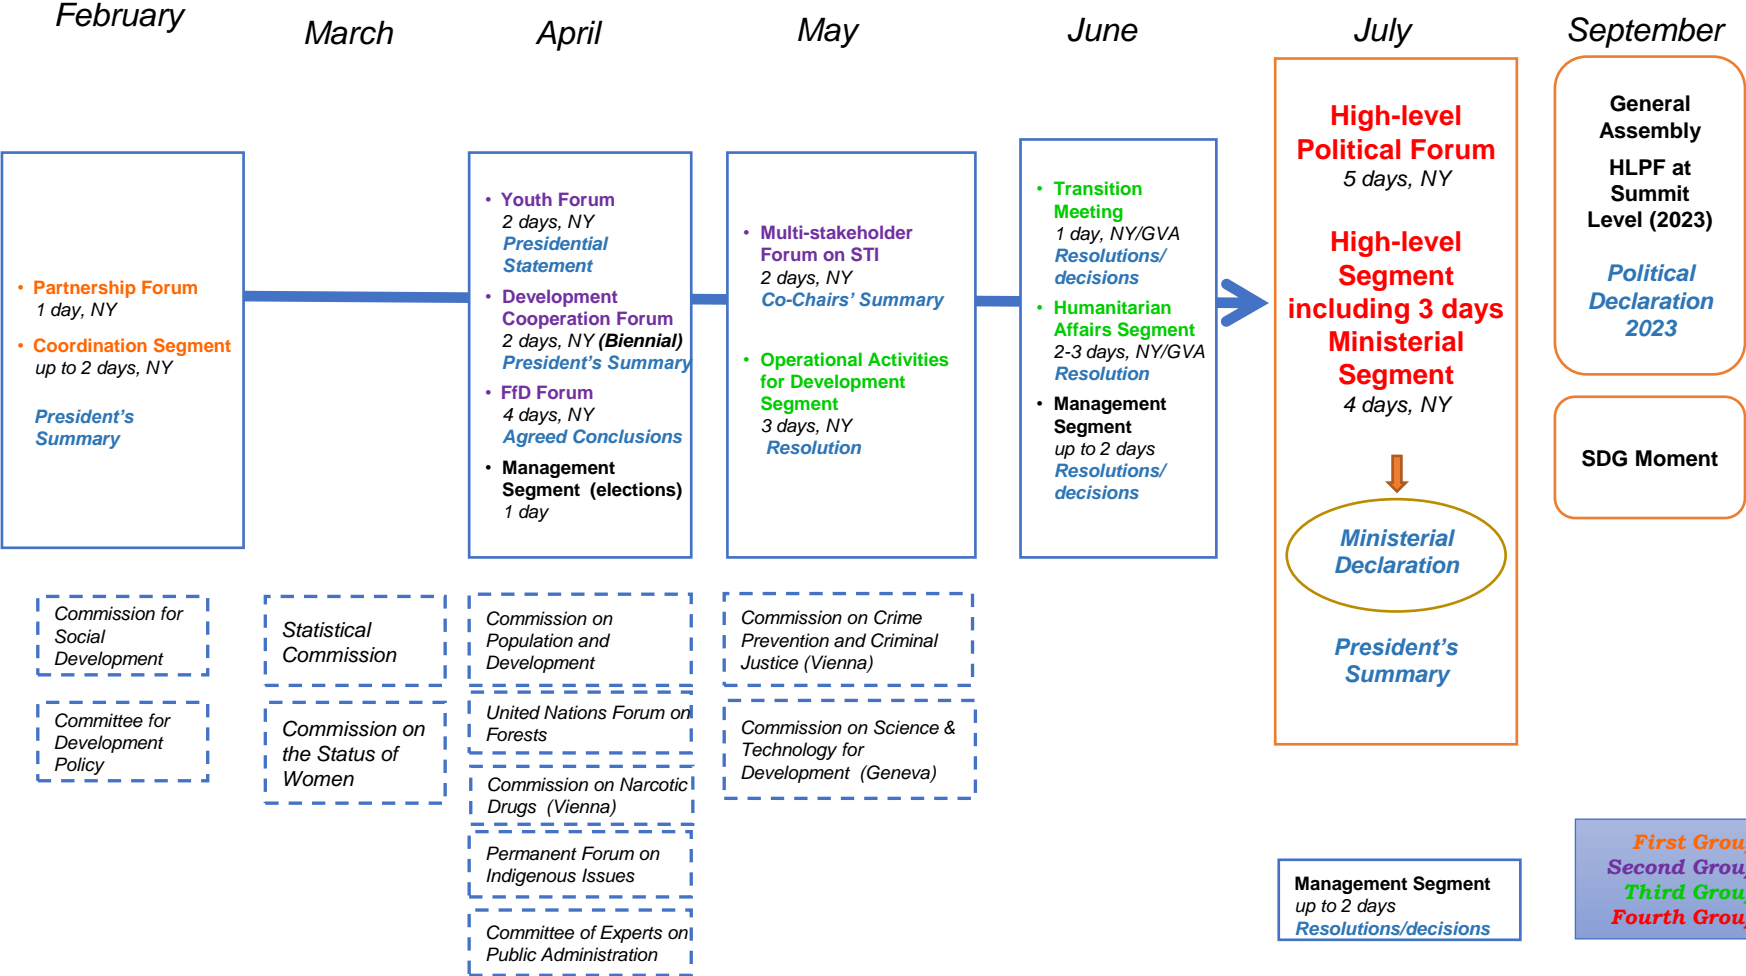 February
March
April
May
June
July
September
• Partnership Forum
1 day, NY
• Coordination Segment
up to 2 days, NY
President’s
Summary
• Youth Forum
2 days, NY
Presidential
Statement
• Development
Cooperation Forum
2 days, NY (Biennial)
President’s Summary
• FfD Forum
4 days, NY
Agreed Conclusions
• Management
Segment (elections)
1 day
• Multi-stakeholder
Forum on STI
2 days, NY
Co-Chairs’ Summary
• Operational Activities
for Development
Segment
3 days, NY
Resolution
• Transition
Meeting
1 day, NY/GVA
Resolutions/
decisions
• Humanitarian
Affairs Segment
2-3 days, NY/GVA
Resolution
• Management
Segment
up to 2 days
Resolutions/
decisions
High-level
Political Forum
5 days, NY
High-level
Segment
including 3 days
Ministerial
Segment
4 days, NY
Ministerial
Declaration
President’s
Summary
General
Assembly
HLPF at
Summit
Level (2023)
Political
Declaration
2023
SDG Moment
Commission for
Social
Development
Committee for
Development
Policy
Statistical
Commission
Commission on
the Status of
Women
Commission on
Population and
Development
United Nations Forum on
Forests
Commission on Narcotic
Drugs (Vienna)
Permanent Forum on
Indigenous Issues
Committee of Experts on
Public Administration
Commission on Crime
Prevention and Criminal
Justice (Vienna)
Commission on Science &
Technology for
Development (Geneva)
Management Segment
up to 2 days
Resolutions/decisions
First Grou
Second Grou
Third Grou
Fourth Grou